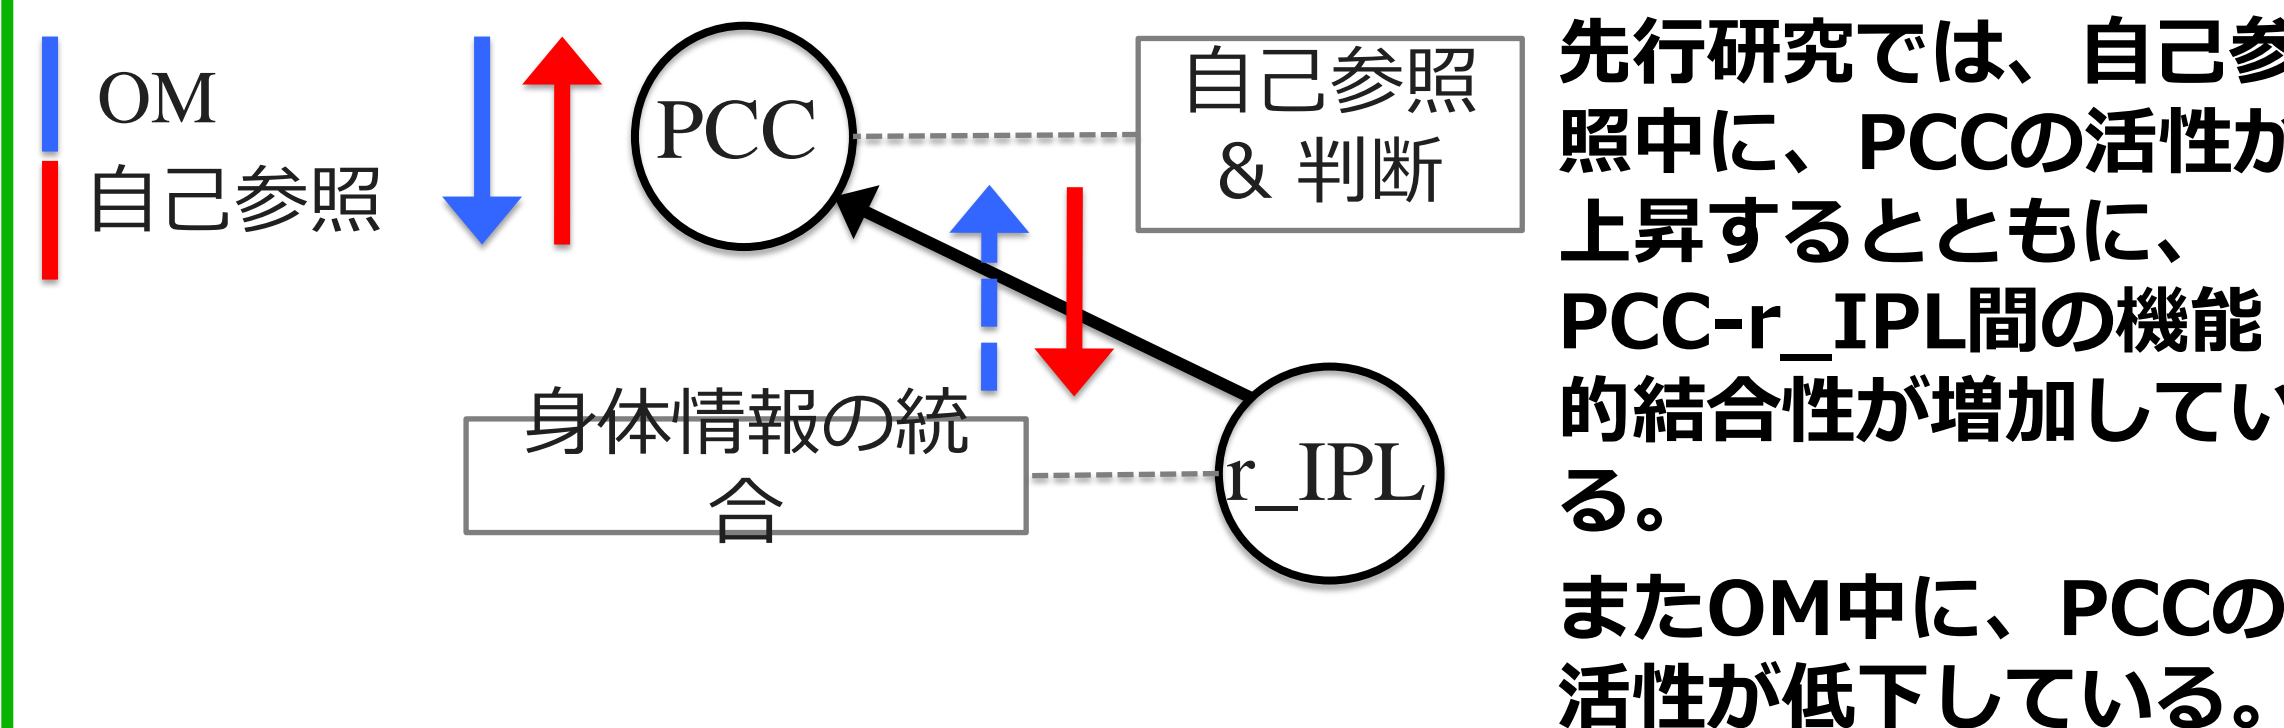 OM
自己参照
PCC
自己参照
& 判断
身体情報の統
合
r_IPL
先行研究では、自己参
照中に、PCCの活性が
上昇するとともに、
PCC-r_IPL間の機能
的結合性が増加してい
る。
またOM中に、PCCの
活性が低下している。